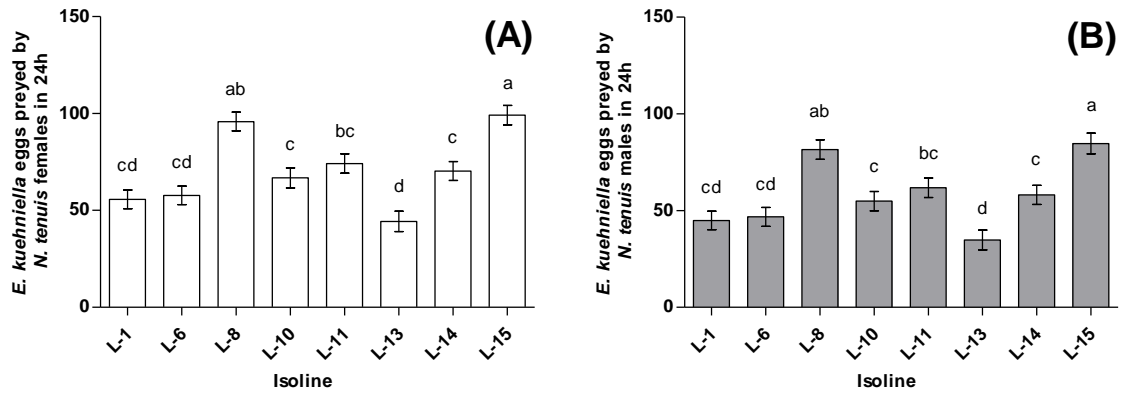 E. kuehniella eggs preyed by
N. tenuis females in 24h
150
100
50
0
(A)
cd
cd
ab
c
bc
d
c
a
L-1
L-6
L-8
L-10
L-11
L-13
L-14
L-15
Isoline
E. kuehniella eggs preyed by
N. tenuis males in 24h
150
100
50
0
(B)
cd
cd
ab
c
bc
d
c
a
L-1
L-6
L-8
L-10
L-11
L-13
L-14
L-15
Isoline